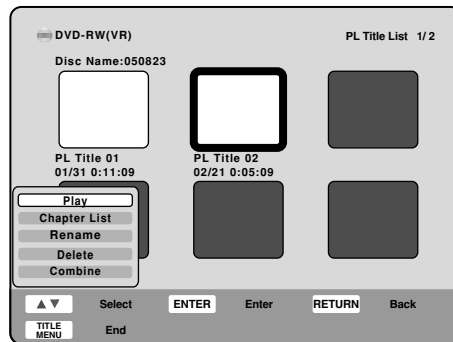 DVD-RW(VR) PL Title List 1/2
Disc Name:050823
PL Title 01 PL Title 02
01/31 0:11:09 02/21 0:05:09
Play
Chapter List
Rename
Delete
Combine
▲▼ Select ENTER Enter RETURN Back
TITLE MENU End